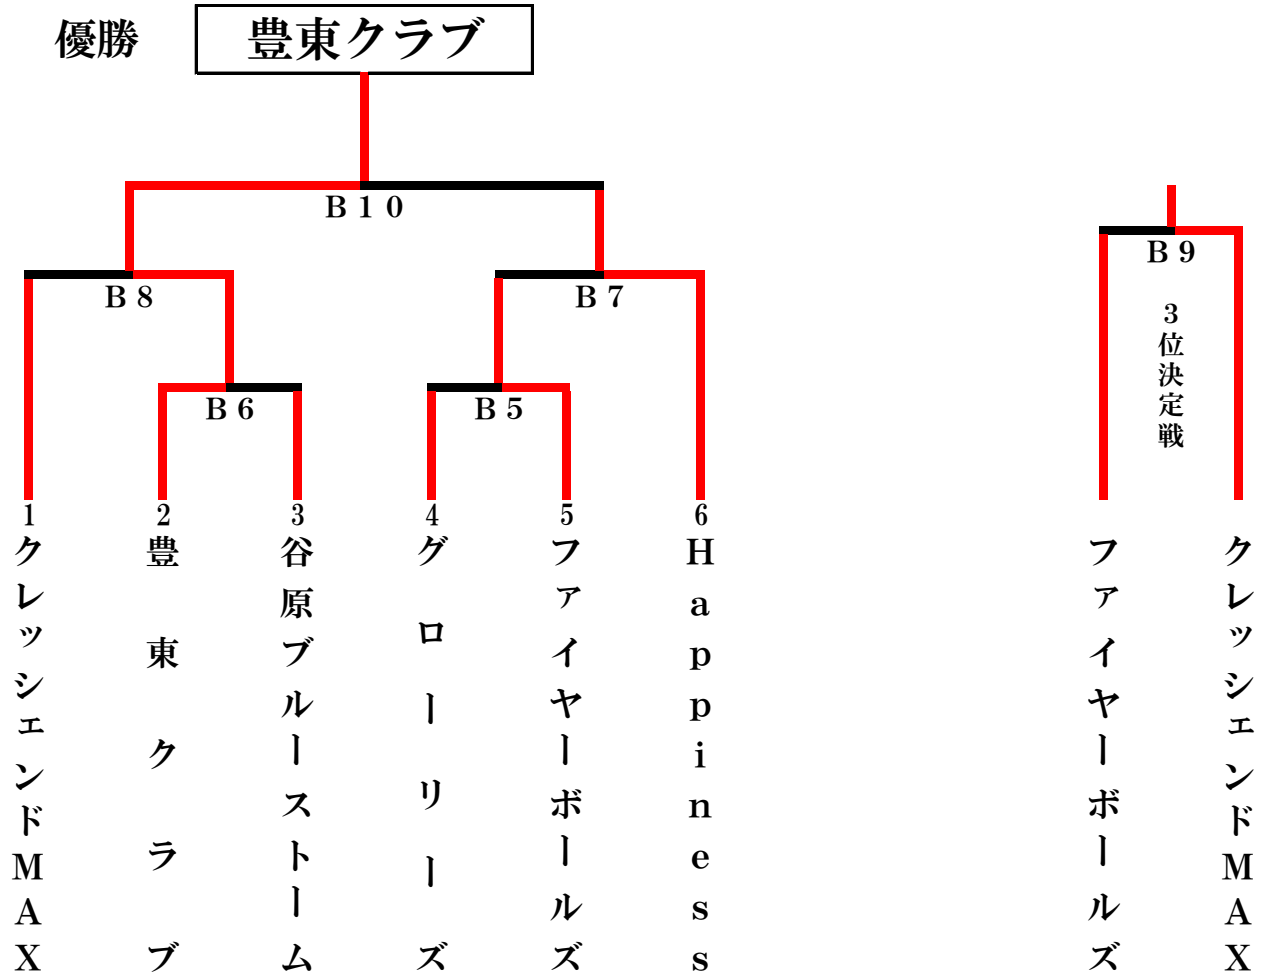 優勝
豊東クラブ
B10
B8
B7
B9
B6
B5
3位決定戦
1
2
3
4
5
6
クレッシェンドMAX
豊東クラブ
谷原ブルーストーム
グローリーズ
ファイヤーボールズ
Happiness
ファイヤーボールズ
クレッシェンドMAX